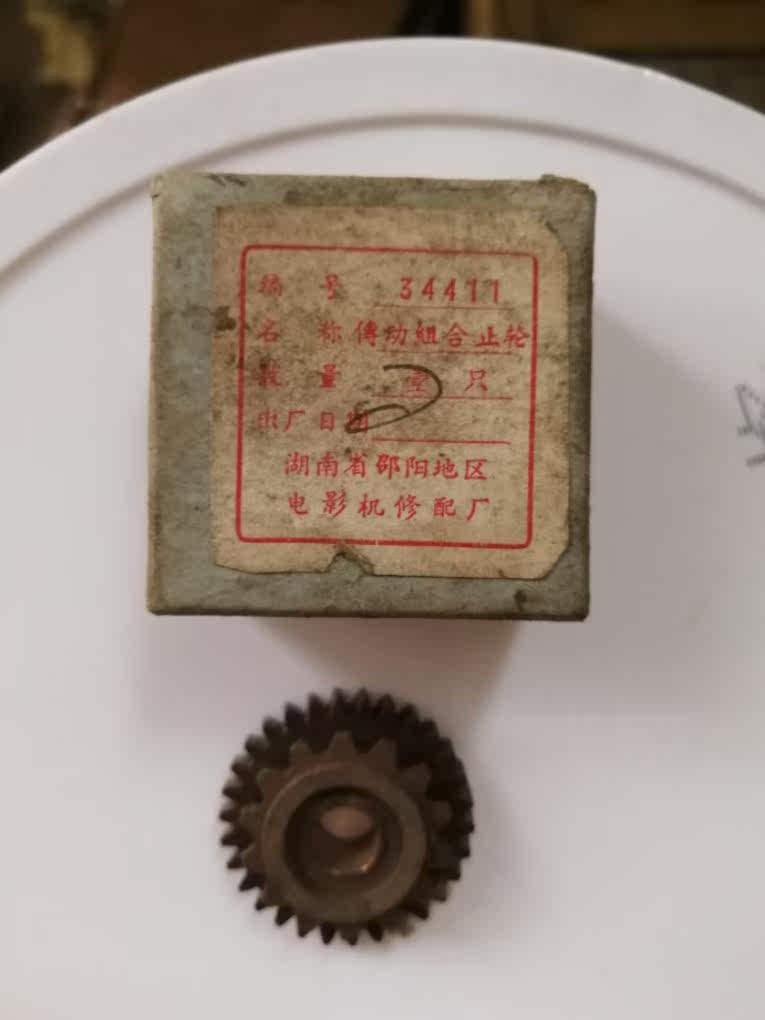 编号 34411
名称 傳动組合止轮
数量 壹只
出厂日期
湖南省邵阳地区
电影机修配厂